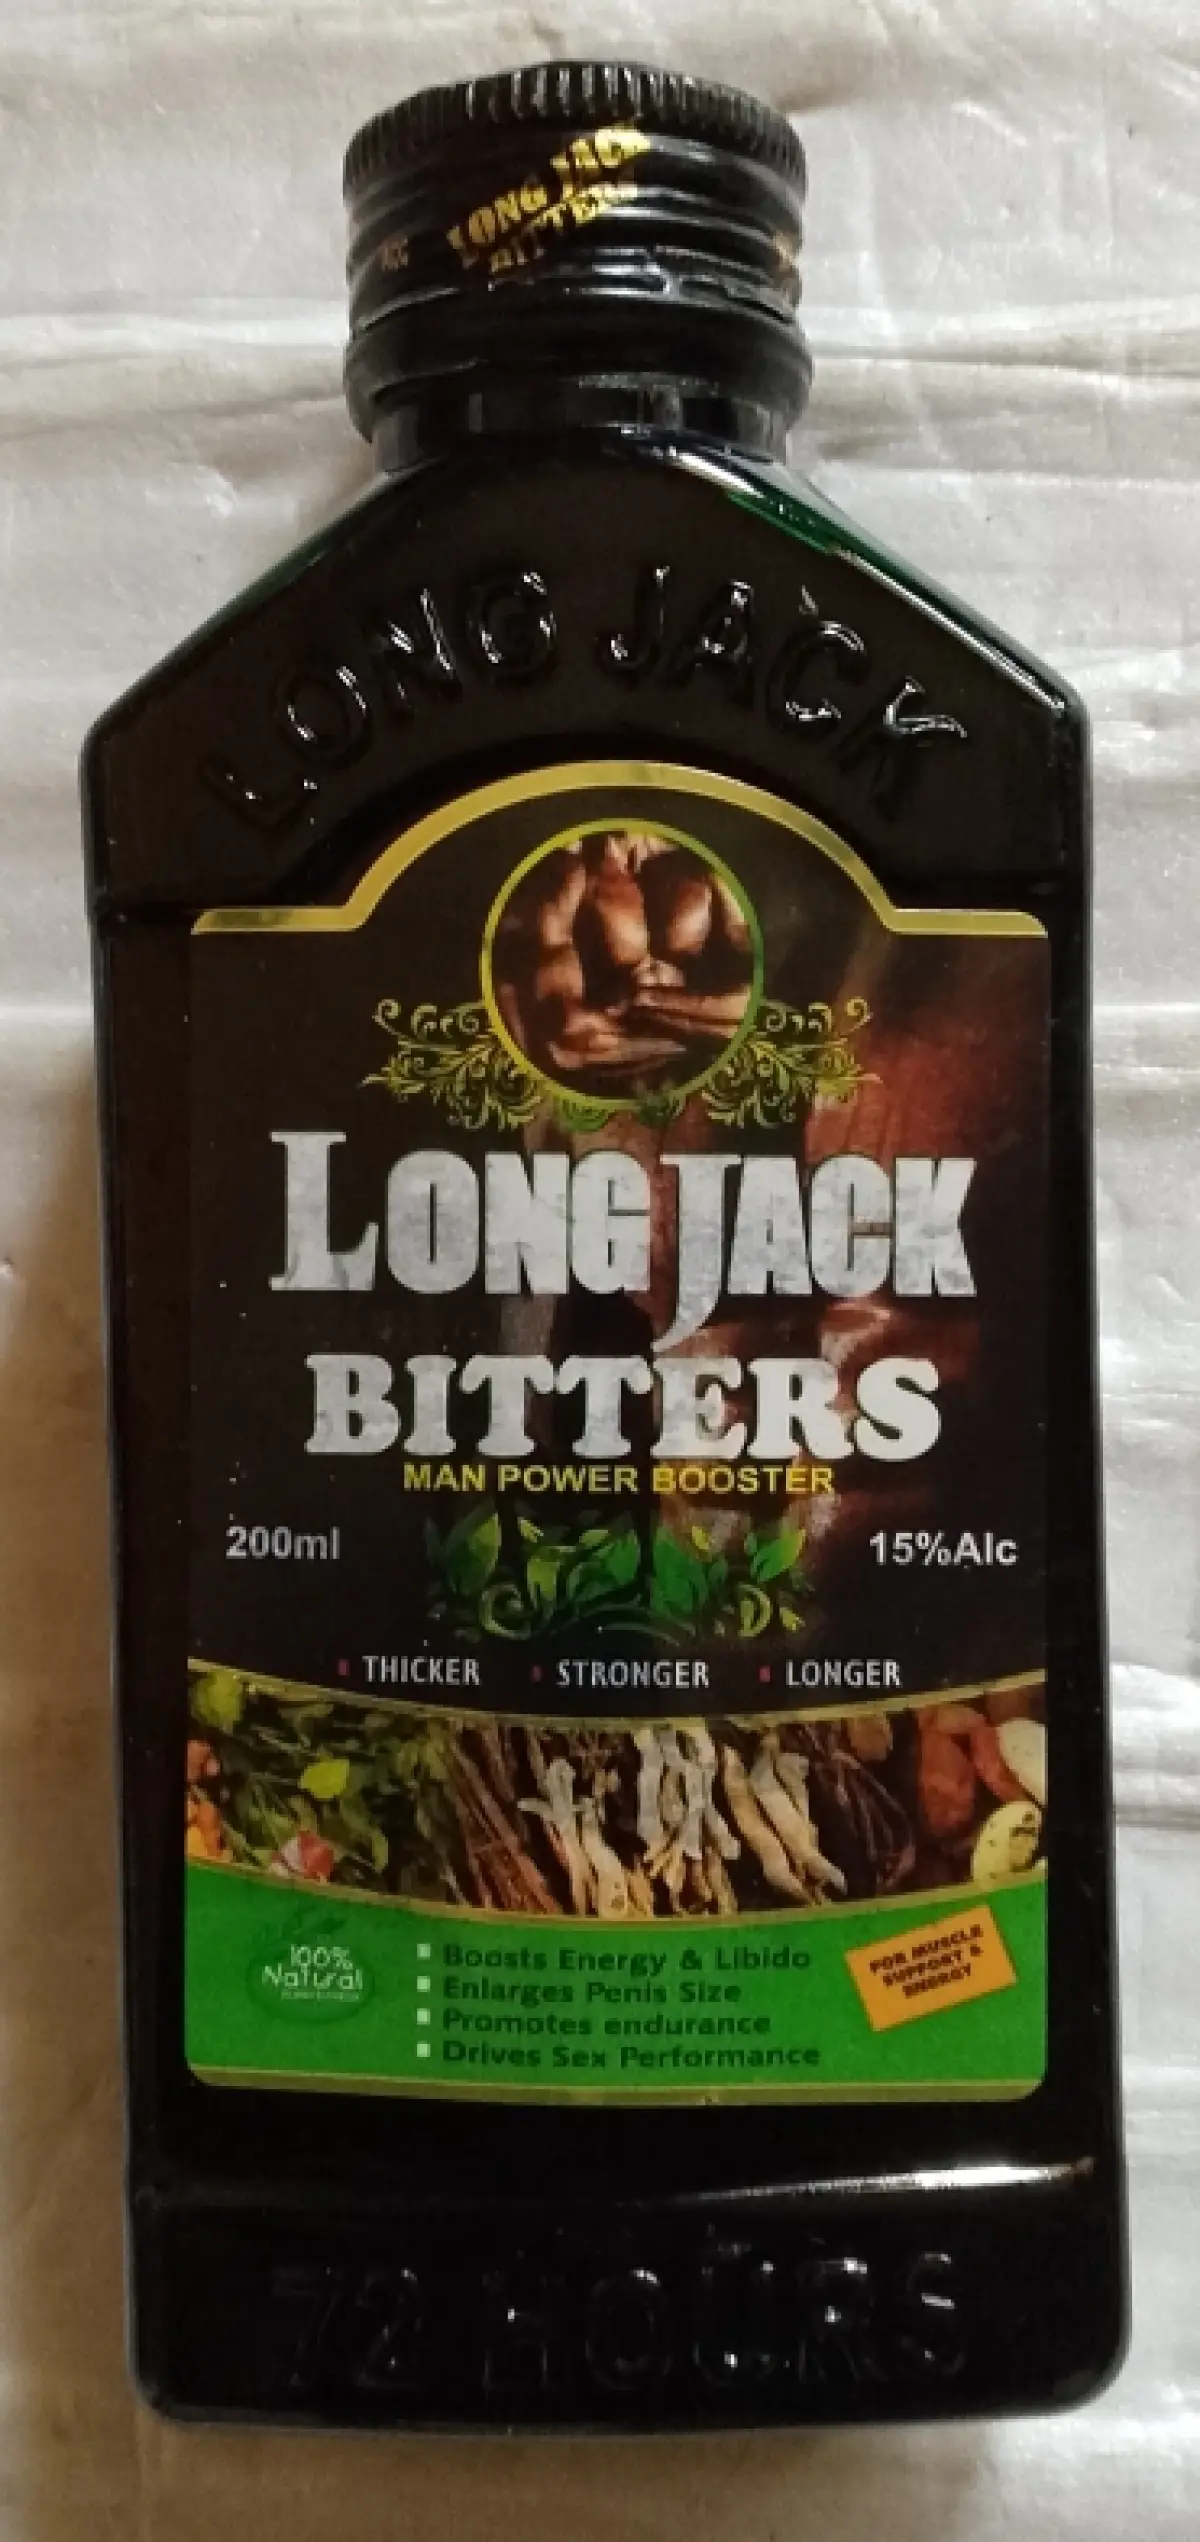 LONG JACK
BITTERS
LONG JACK
LONG JACK
BITTERS
MAN POWER BOOSTER
200ml
15%Alc
THICKER
STRONGER
LONGER
100%
Natural
Boosts Energy & Libido
Enlarges Penis Size
Promotes endurance
Drives Sex Performance
FOR MUSCLE
SUPPORT &
ENERGY
72 HOURS